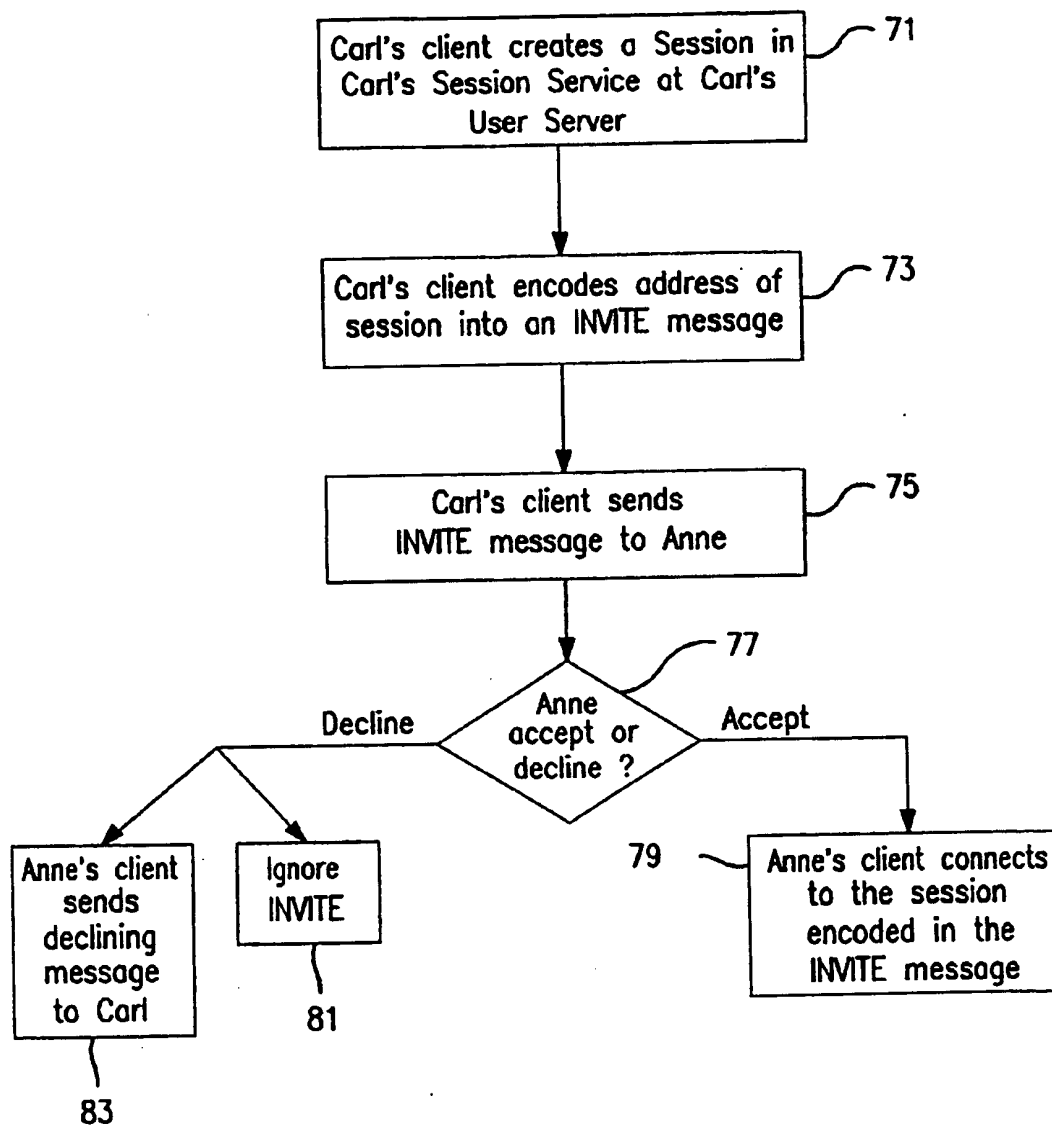 Carl's client creates a Session in
Carl's Session Service at Carl's
User Server
71
Carl's client encodes address of
session into an INVITE message
73
Carl's client sends
INVITE message to Anne
75
77
Anne
accept or
decline ?
Decline
Accept
Anne's client
sends
declining
message
to Carl
83
Ignore
INVITE
81
79
Anne's client connects
to the session
encoded in the
INVITE message